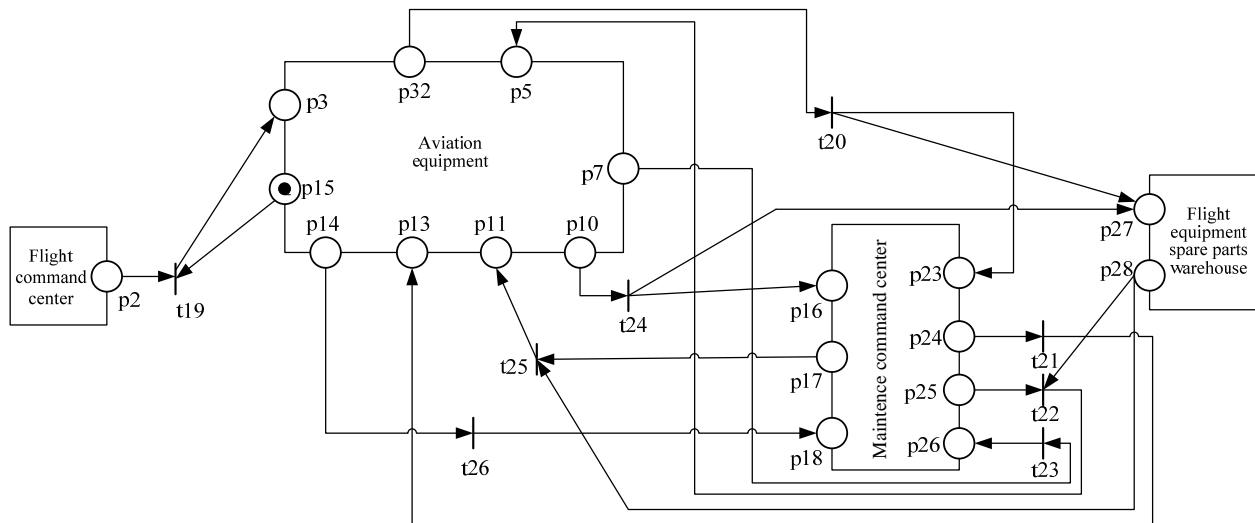 p32
p5
p3
Aviation
equipment
p7
t20
p15
p14
p13
p11
p10
Flight
command
center
p2
t19
p27
Flight
equipment
spare parts
warehouse
p28
p23
p16
t24
Maintence command center
p24
t21
t25
p17
p25
t22
p18
p26
t23
t26